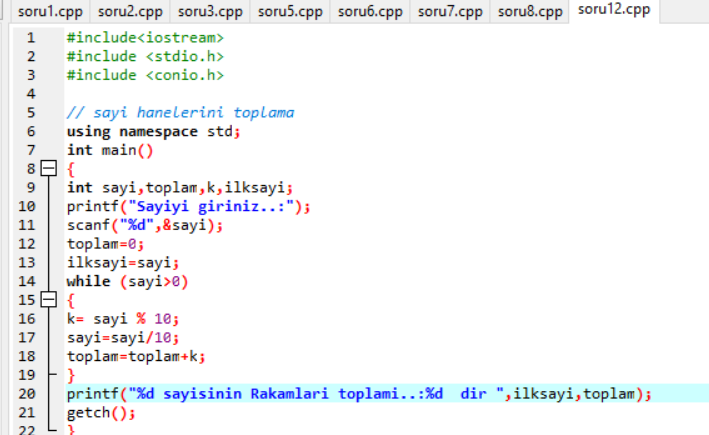 soru1.cpp soru2.cpp soru3.cpp soru5.cpp soru6.cpp soru7.cpp soru8.cpp soru12.cpp
1 #include<iostream>
2 #include <stdio.h>
3 #include <conio.h>
4
5 // sayi hanelerini toplama
6 using namespace std;
7 int main()
8 {
9 int sayi,toplam,k,ilksayi;
10 printf("Sayiyi giriniz..:");
11 scanf("%d",&sayi);
12 toplam=0;
13 ilksayi=sayi;
14 while (sayi>0)
15 {
16 k= sayi % 10;
17 sayi=sayi/10;
18 toplam=toplam+k;
19 }
20 printf("%d sayisinin Rakamlari toplami..:%d  dir ",ilksayi,toplam);
21 getch();
22 }